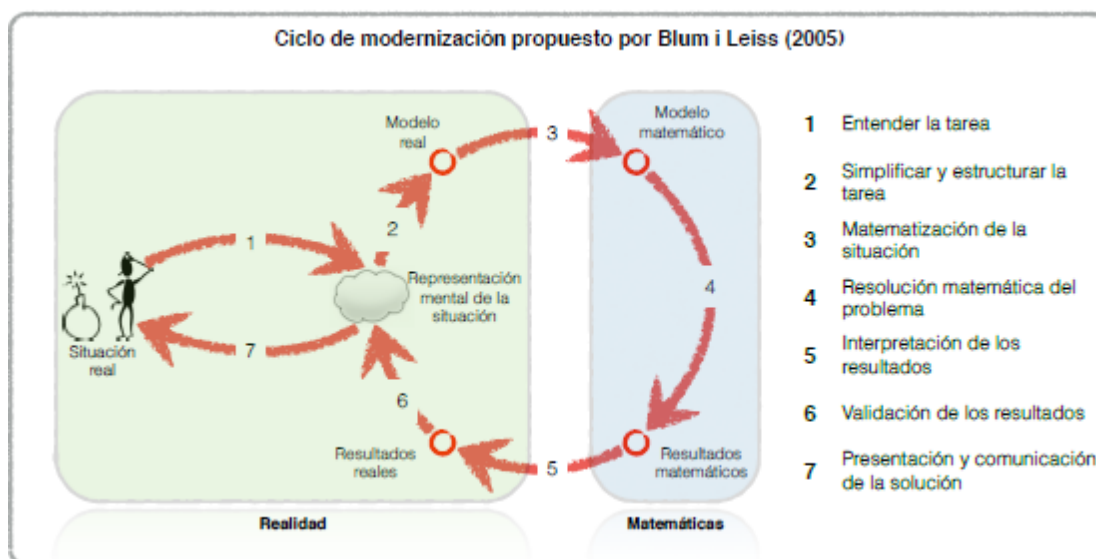 Ciclo de modernización propuesto por Blum i Leiss (2005)
Modelo
real
3
Modelo
matemático
2
1
Representación
mental de la
situación
4
7
Situación
real
6
Resultados
reales
5
Resultados
matemáticos
Realidad
Matemáticas
1 Entender la tarea
2 Simplificar y estructurar la
tarea
3 Matematización de la
situación
4 Resolución matemática del
problema
5 Interpretación de los
resultados
6 Validación de los resultados
7 Presentación y comunicación
de la solución